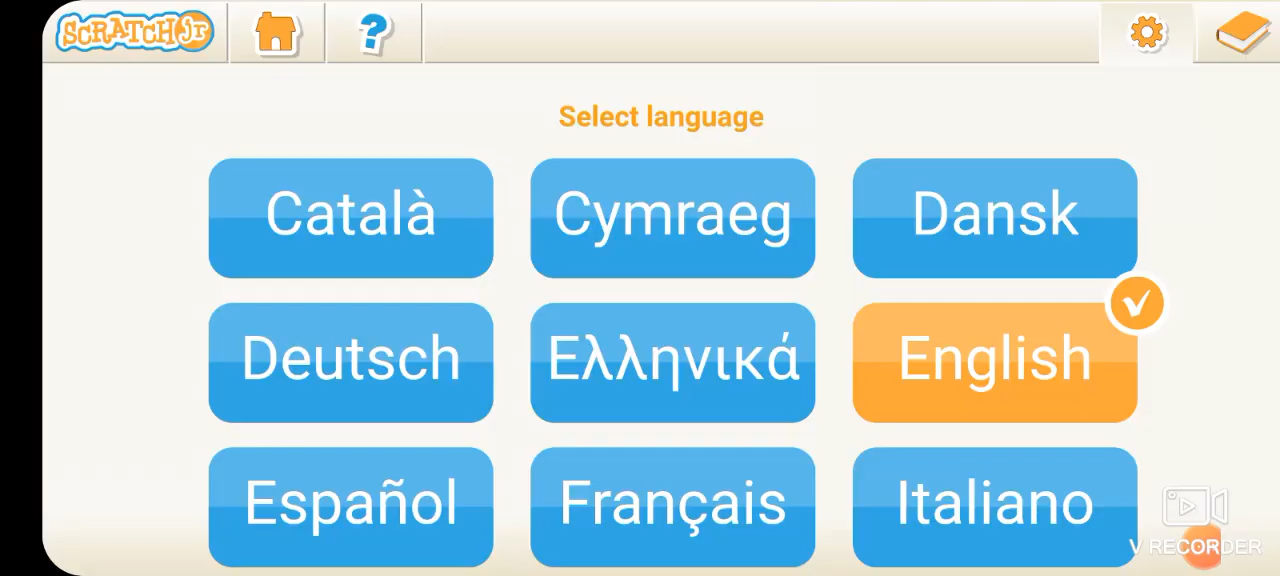 SCRATCHJr
?
Select language
Català
Cymraeg
Dansk
Deutsch
Ελληνικά
English
Español
Français
Italiano
V RECORDER